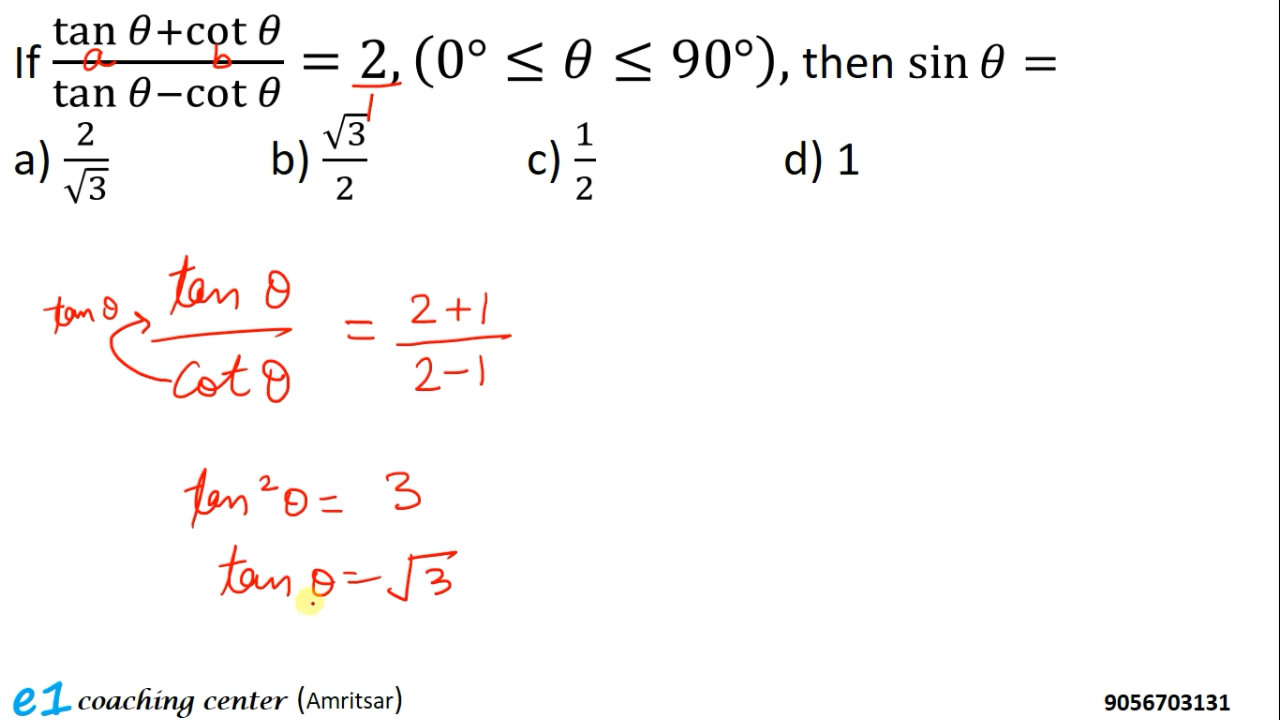 If (tan θ+cot θ)/(tan θ−cot θ) = 2, (0° ≤ θ ≤ 90°), then sin θ =
a b 1
a) 2/√3 b) √3/2 c) 1/2 d) 1
tan θ tan θ/cot θ = (2+1)/(2−1)
tan² θ = 3
tan θ = √3
e1 coaching center (Amritsar) 9056703131